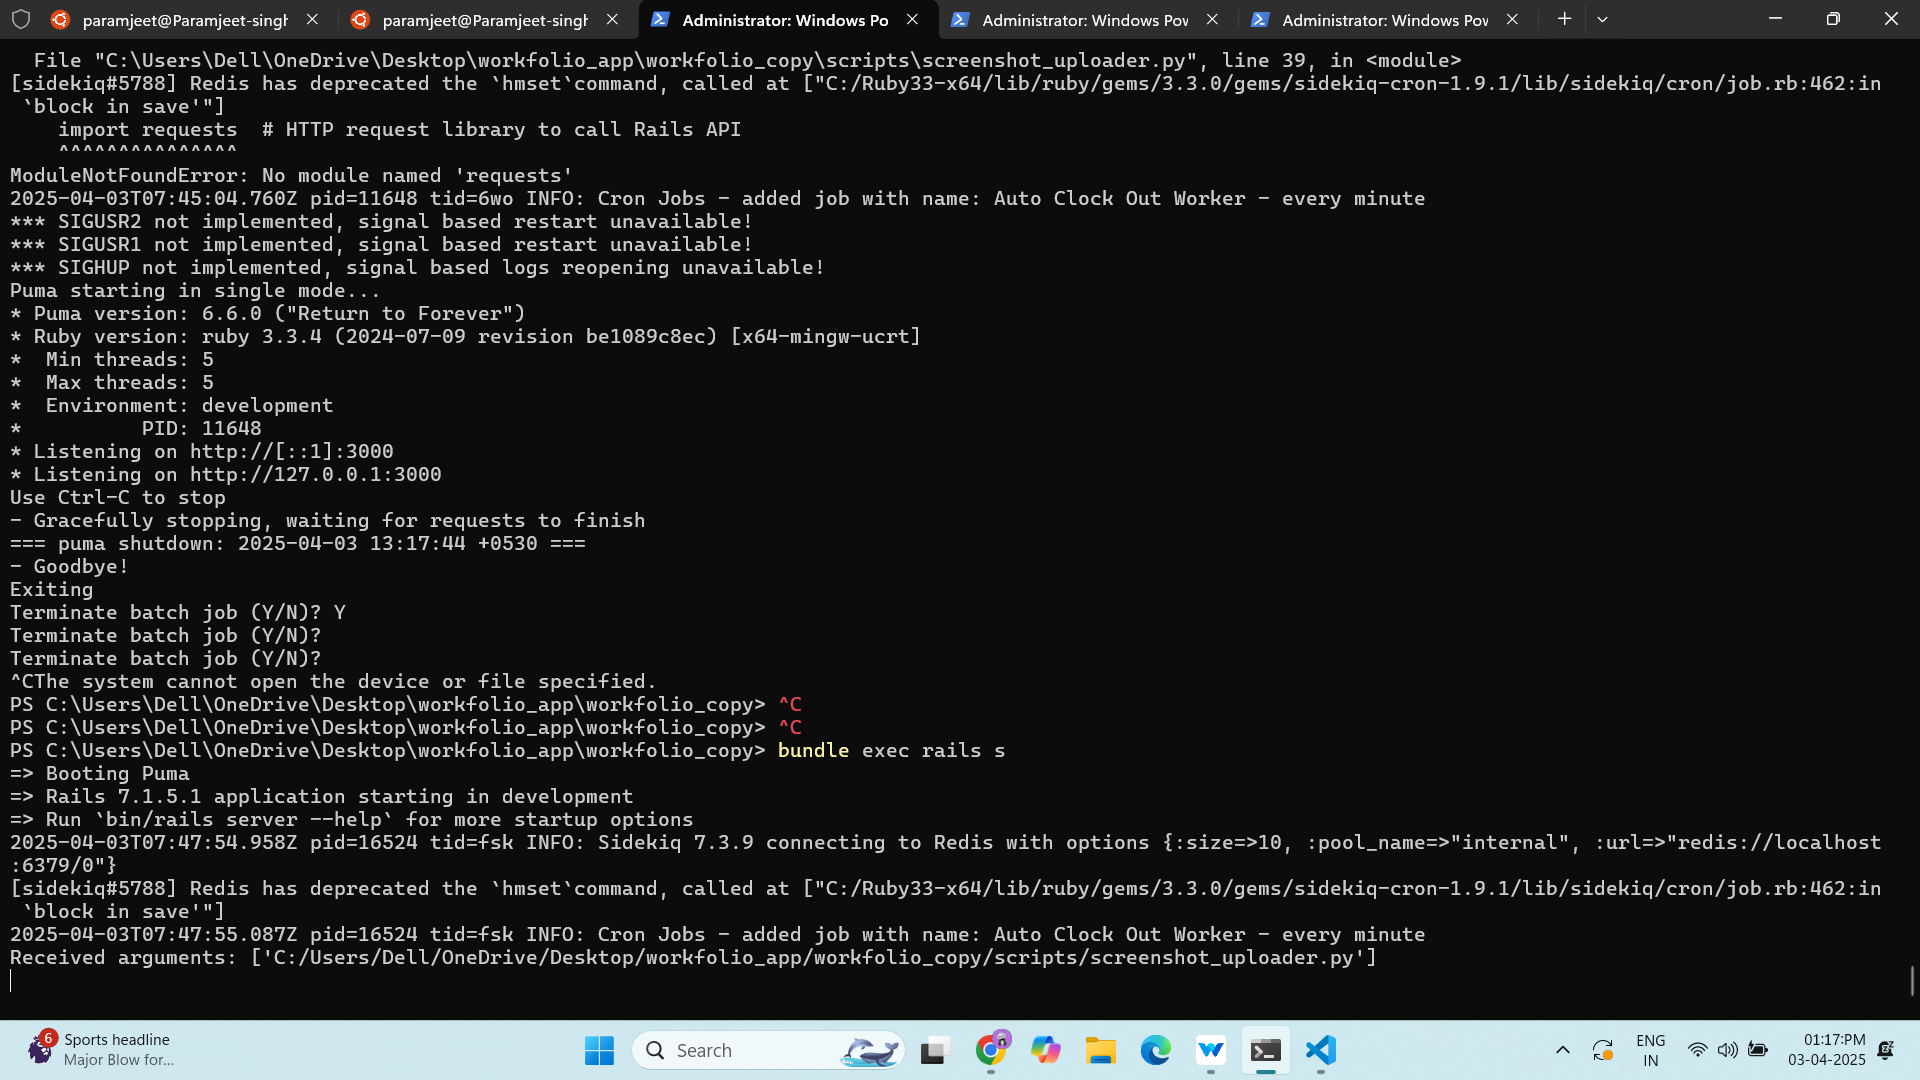 paramjeet@Paramjeet-singh
paramjeet@Paramjeet-singh
Administrator: Windows Po
Administrator: Windows Pow
Administrator: Windows Pow
  File "C:\Users\Dell\OneDrive\Desktop\workfolio_app\workfolio_copy\scripts\screenshot_uploader.py", line 39, in <module>
[sidekiq#5788] Redis has deprecated the `hmset`command, called at ["C:/Ruby33-x64/lib/ruby/gems/3.3.0/gems/sidekiq-cron-1.9.1/lib/sidekiq/cron/job.rb:462:in
 `block in save'"]
    import requests  # HTTP request library to call Rails API
    ^^^^^^^^^^^^^^^
ModuleNotFoundError: No module named 'requests'
2025-04-03T07:45:04.760Z pid=11648 tid=6wo INFO: Cron Jobs - added job with name: Auto Clock Out Worker - every minute
*** SIGUSR2 not implemented, signal based restart unavailable!
*** SIGUSR1 not implemented, signal based restart unavailable!
*** SIGHUP not implemented, signal based logs reopening unavailable!
Puma starting in single mode...
* Puma version: 6.6.0 ("Return to Forever")
* Ruby version: ruby 3.3.4 (2024-07-09 revision be1089c8ec) [x64-mingw-ucrt]
*  Min threads: 5
*  Max threads: 5
*  Environment: development
*          PID: 11648
* Listening on http://[::1]:3000
* Listening on http://127.0.0.1:3000
Use Ctrl-C to stop
- Gracefully stopping, waiting for requests to finish
=== puma shutdown: 2025-04-03 13:17:44 +0530 ===
- Goodbye!
Exiting
Terminate batch job (Y/N)? Y
Terminate batch job (Y/N)?
Terminate batch job (Y/N)?
^CThe system cannot open the device or file specified.
PS C:\Users\Dell\OneDrive\Desktop\workfolio_app\workfolio_copy> ^C
PS C:\Users\Dell\OneDrive\Desktop\workfolio_app\workfolio_copy> ^C
PS C:\Users\Dell\OneDrive\Desktop\workfolio_app\workfolio_copy> bundle exec rails s
=> Booting Puma
=> Rails 7.1.5.1 application starting in development
=> Run `bin/rails server --help` for more startup options
2025-04-03T07:47:54.958Z pid=16524 tid=fsk INFO: Sidekiq 7.3.9 connecting to Redis with options {:size=>10, :pool_name=>"internal", :url=>"redis://localhost
:6379/0"}
[sidekiq#5788] Redis has deprecated the `hmset`command, called at ["C:/Ruby33-x64/lib/ruby/gems/3.3.0/gems/sidekiq-cron-1.9.1/lib/sidekiq/cron/job.rb:462:in
 `block in save'"]
2025-04-03T07:47:55.087Z pid=16524 tid=fsk INFO: Cron Jobs - added job with name: Auto Clock Out Worker - every minute
Received arguments: ['C:/Users/Dell/OneDrive/Desktop/workfolio_app/workfolio_copy/scripts/screenshot_uploader.py']
6
Sports headline
Major Blow for...
Search
ENG
IN
01:17:PM
03-04-2025